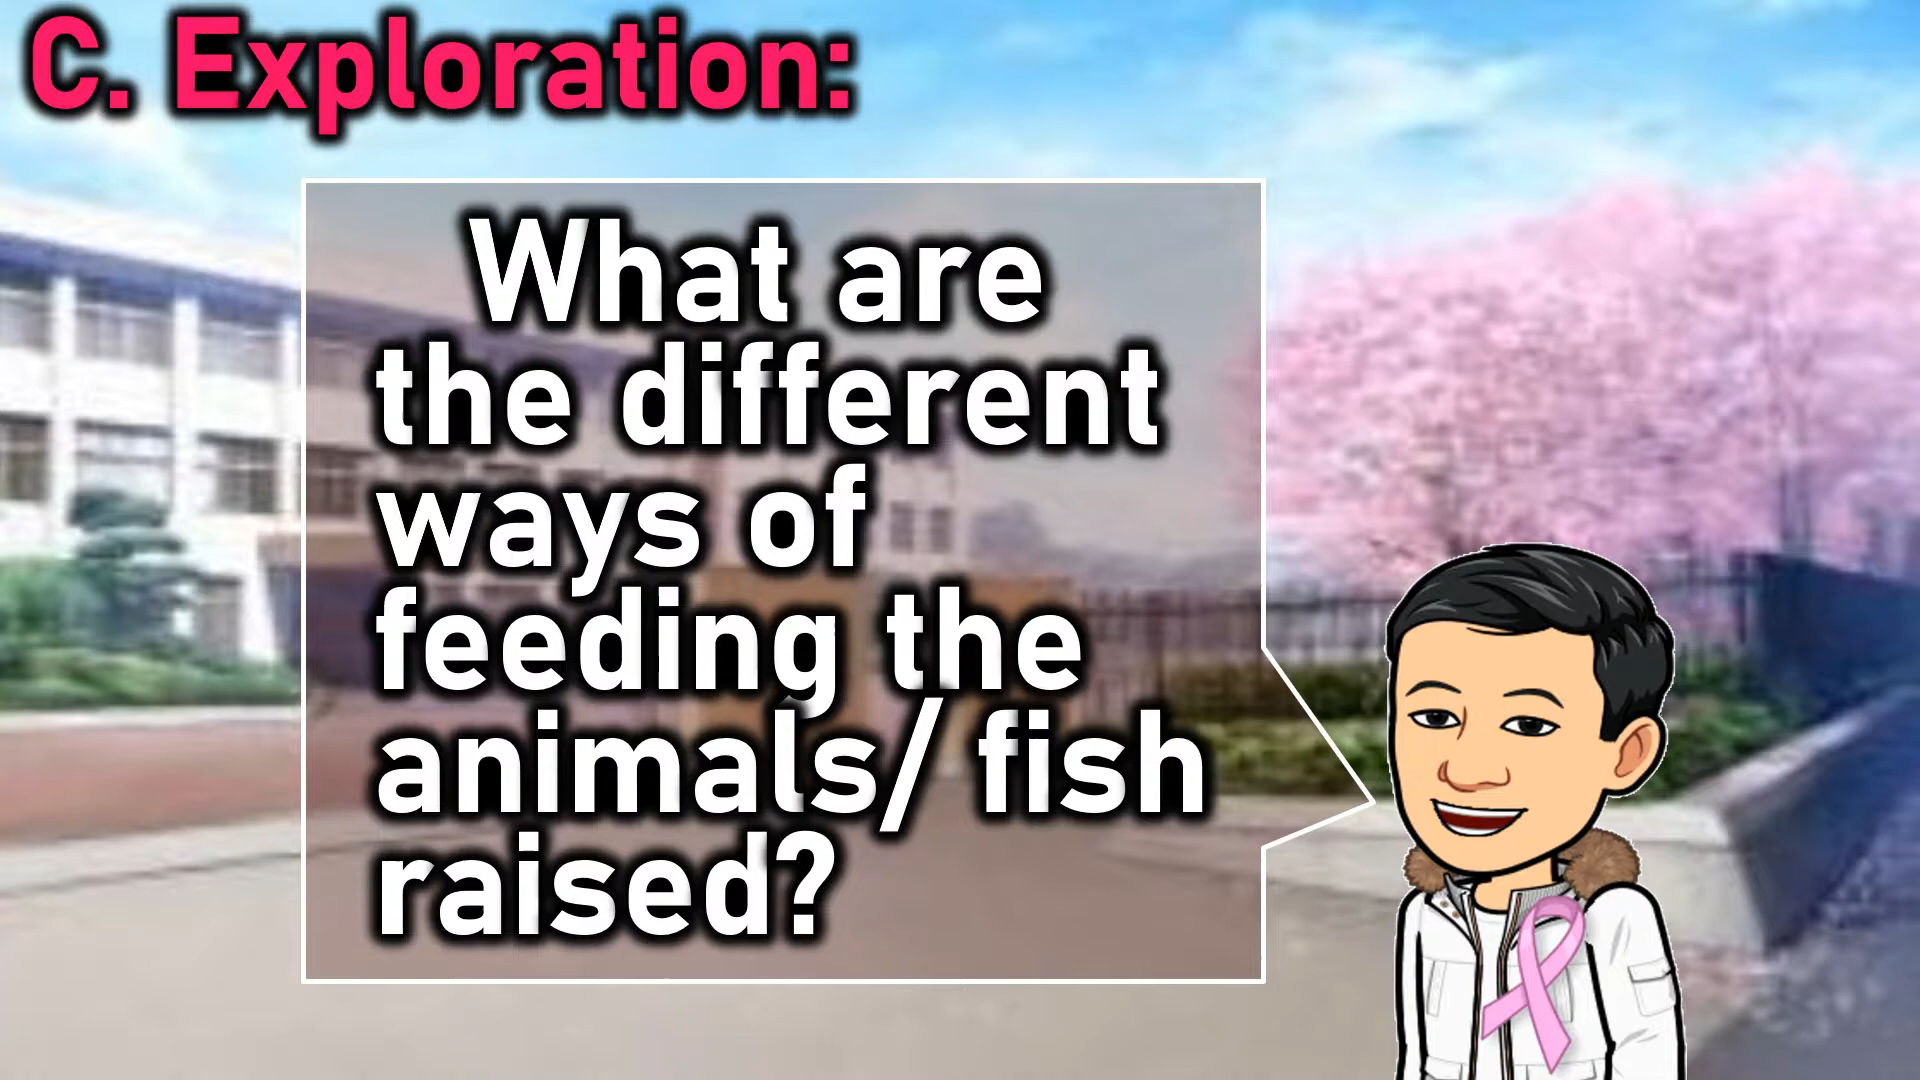 C. Exploration:
What are
the different
ways of
feeding the
animals/ fish
raised?